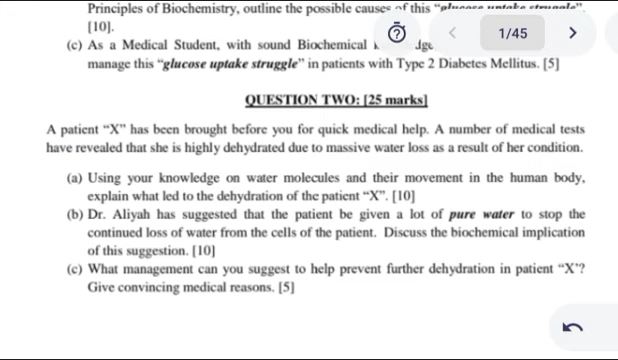 Principles of Biochemistry, outline the possible causes of this "glucose uptake struggle".
[10].
(c) As a Medical Student, with sound Biochemical
manage this "glucose uptake struggle" in patients with Type 2 Diabetes Mellitus. [5]
1/45
QUESTION TWO: [25 marks]
A patient "X" has been brought before you for quick medical help. A number of medical tests
have revealed that she is highly dehydrated due to massive water loss as a result of her condition.
(a) Using your knowledge on water molecules and their movement in the human body,
explain what led to the dehydration of the patient "X". [10]
(b) Dr. Aliyah has suggested that the patient be given a lot of pure water to stop the
continued loss of water from the cells of the patient. Discuss the biochemical implication
of this suggestion. [10]
(c) What management can you suggest to help prevent further dehydration in patient "X"?
Give convincing medical reasons. [5]